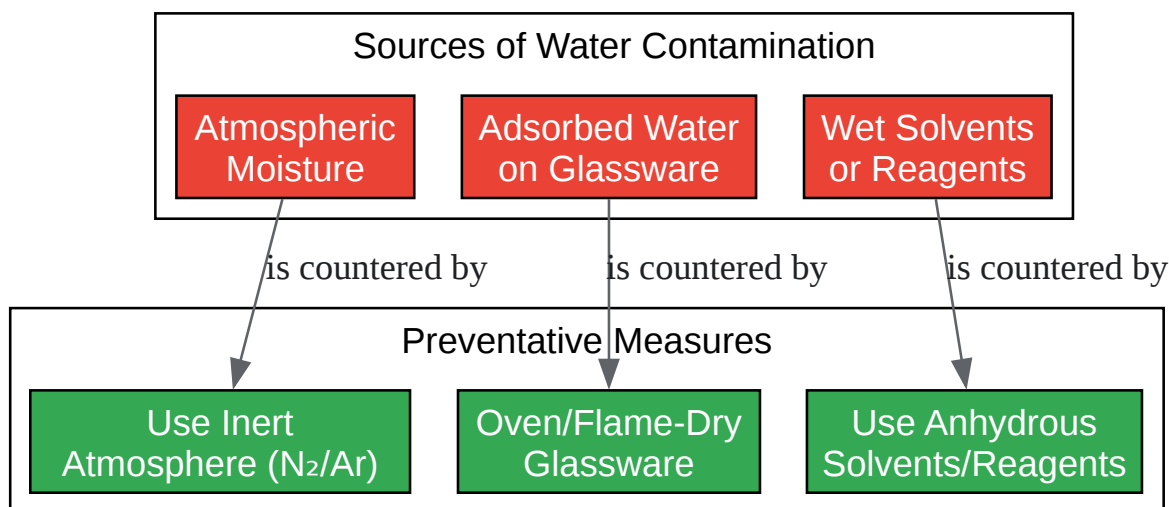 Sources of Water Contamination
Atmospheric
Moisture
Adsorbed Water
on Glassware
Wet Solvents
or Reagents
is countered by
is countered by
is countered by
Preventative Measures
Use Inert
Atmosphere (N₂/Ar)
Oven/Flame-Dry
Glassware
Use Anhydrous
Solvents/Reagents